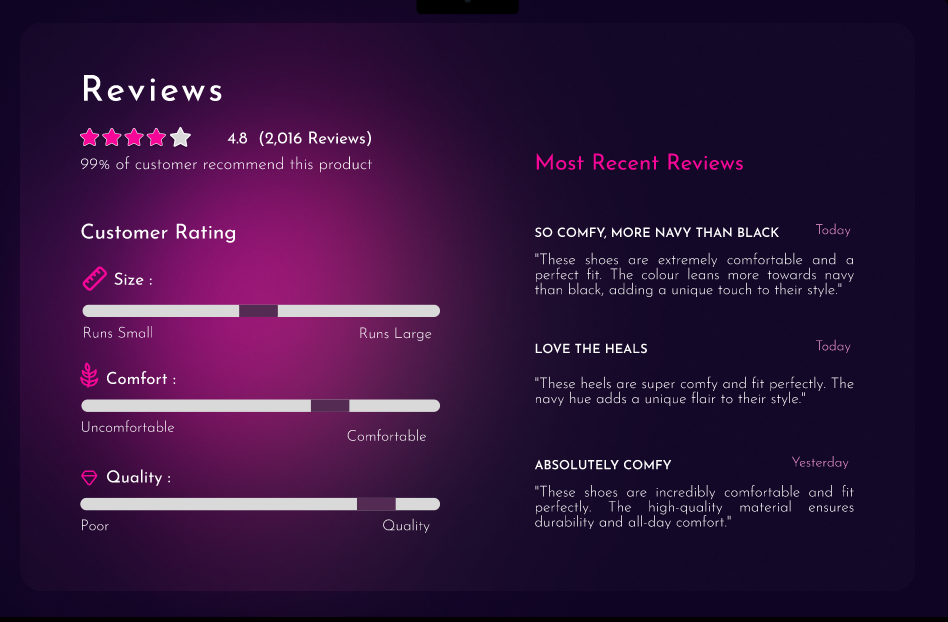 Reviews
4.8 (2,016 Reviews)
99% of customer recommend this product
Customer Rating
Size :
Runs Small
Runs Large
Comfort :
Uncomfortable
Comfortable
Quality :
Poor
Quality
Most Recent Reviews
SO COMFY, MORE NAVY THAN BLACK
Today
"These shoes are extremely comfortable and a
perfect fit. The colour leans more towards navy
than black, adding a unique touch to their style."
LOVE THE HEALS
Today
"These heels are super comfy and fit perfectly. The
navy hue adds a unique flair to their style."
ABSOLUTELY COMFY
Yesterday
"These shoes are incredibly comfortable and fit
perfectly. The high-quality material ensures
durability and all-day comfort."